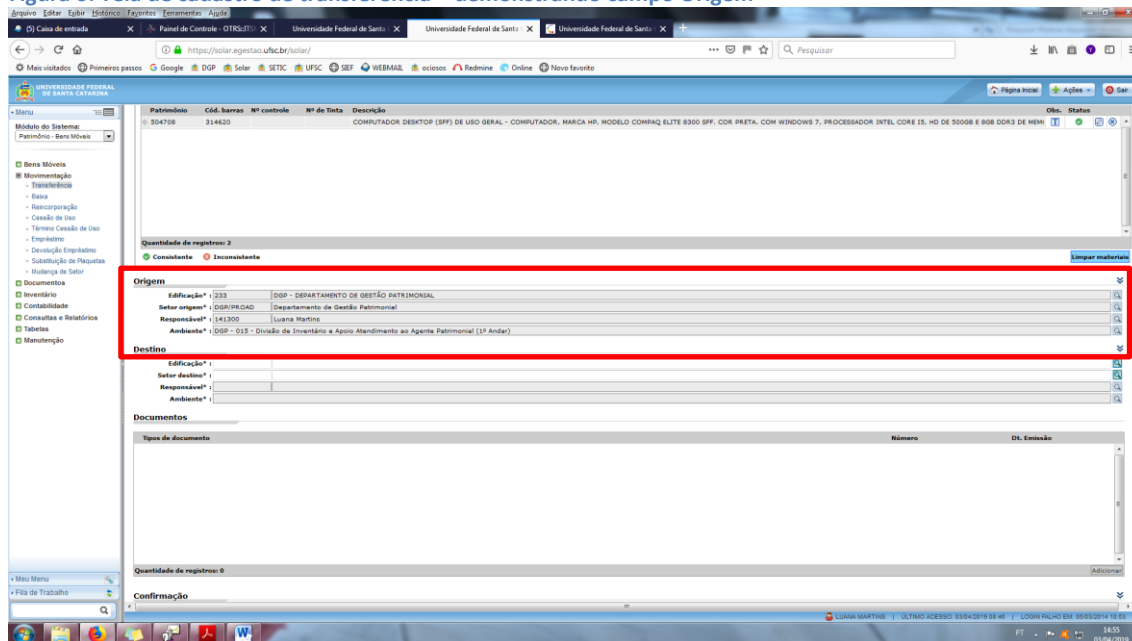 Figura 6: Tela de cadastro de transferência – demonstrando campo Origem
Arquivo Editar Exibir Histórico Favoritos Ferramentas Ajuda
(5) Caixa de entrada
Painel de Controle - OTRS::ITS
Universidade Federal de Santa
Universidade Federal de Santa
Universidade Federal de Santa
https://solar.egestao.ufsc.br/solar/
Pesquisar
Mais visitados Primeiros passos Google DGP Solar SETIC UFSC SIEF WEBMAIL ociosos Redmine Online Novo favorito
UNIVERSIDADE FEDERAL
DE SANTA CATARINA
Página Inicial Ações Sair
Menu
Módulo do Sistema:
Patrimônio - Bens Móveis
Bens Móveis
Movimentação
Transferência
Baixa
Reincorporação
Cessão de Uso
Término Cessão de Uso
Empréstimo
Devolução Empréstimo
Substituição de Plaquetas
Mudança de Setor
Documentos
Inventário
Contabilidade
Consultas e Relatórios
Tabelas
Manutenção
Meu Menu
Fila de Trabalho
Patrimônio Cód. barras Nº controle Nº de Tinta Descrição Obs. Status
504708 314620 COMPUTADOR DESKTOP (SFF) DE USO GERAL - COMPUTADOR, MARCA HP, MODELO COMPAQ ELITE 8300 SFF. COR PRETA. COM WINDOWS 7, PROCESSADOR INTEL CORE I5, HD DE 500GB E 8GB DDR3 DE MEM
Quantidade de registros: 2
Consistente Inconsistente
Limpar materiais
Origem
Edificação* : 233 DGP - DEPARTAMENTO DE GESTÃO PATRIMONIAL
Setor origem* : DGP/PROAD Departamento de Gestão Patrimonial
Responsável* : 141300 Luana Martins
Ambiente* : DGP - 015 - Divisão de Inventário e Apoio Atendimento ao Agente Patrimonial (1º Andar)
Destino
Edificação* :
Setor destino* :
Responsável* :
Ambiente* :
Documentos
Tipos de documento Número Dt. Emissão
Quantidade de registros: 0
Adicionar
Confirmação
LUANA MARTINS | ÚLTIMO ACESSO: 03/04/2019 08:46 | LOGIN FALHO EM: 05/03/2014 10:53
PT
14:55
03/04/2019